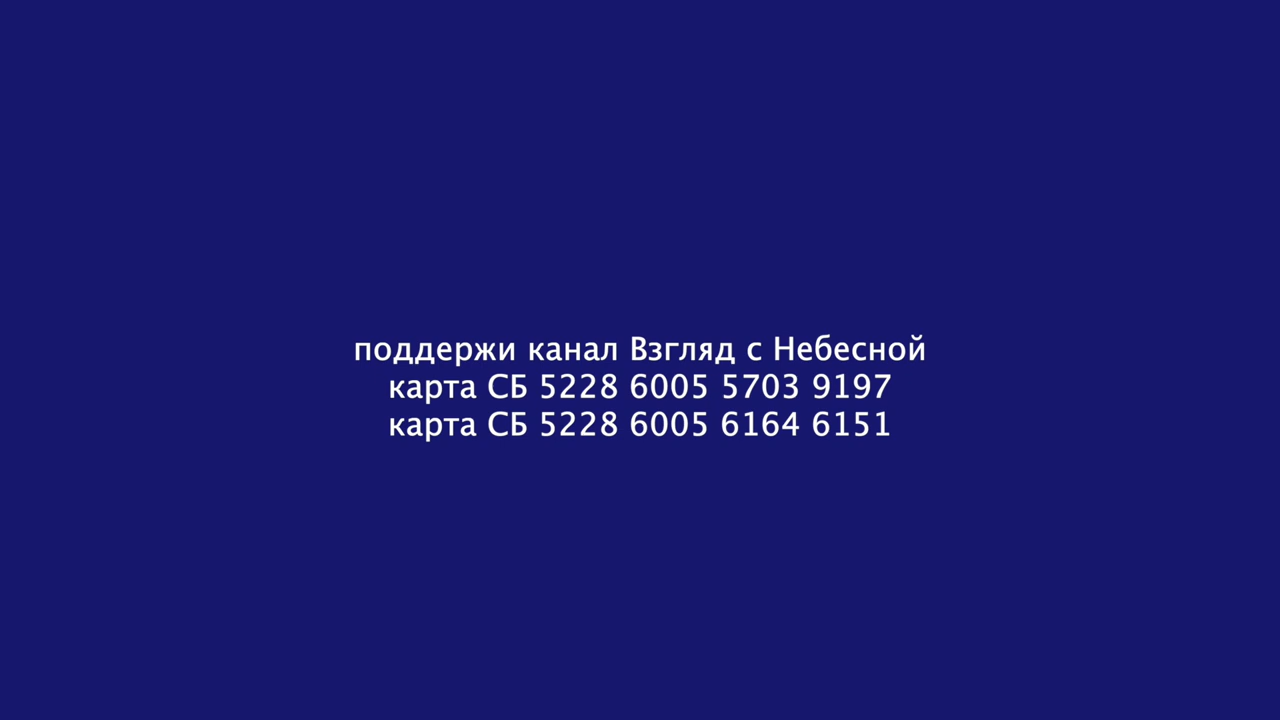 поддержи канал Взгляд с Небесной
карта СБ 5228 6005 5703 9197
карта СБ 5228 6005 6164 6151